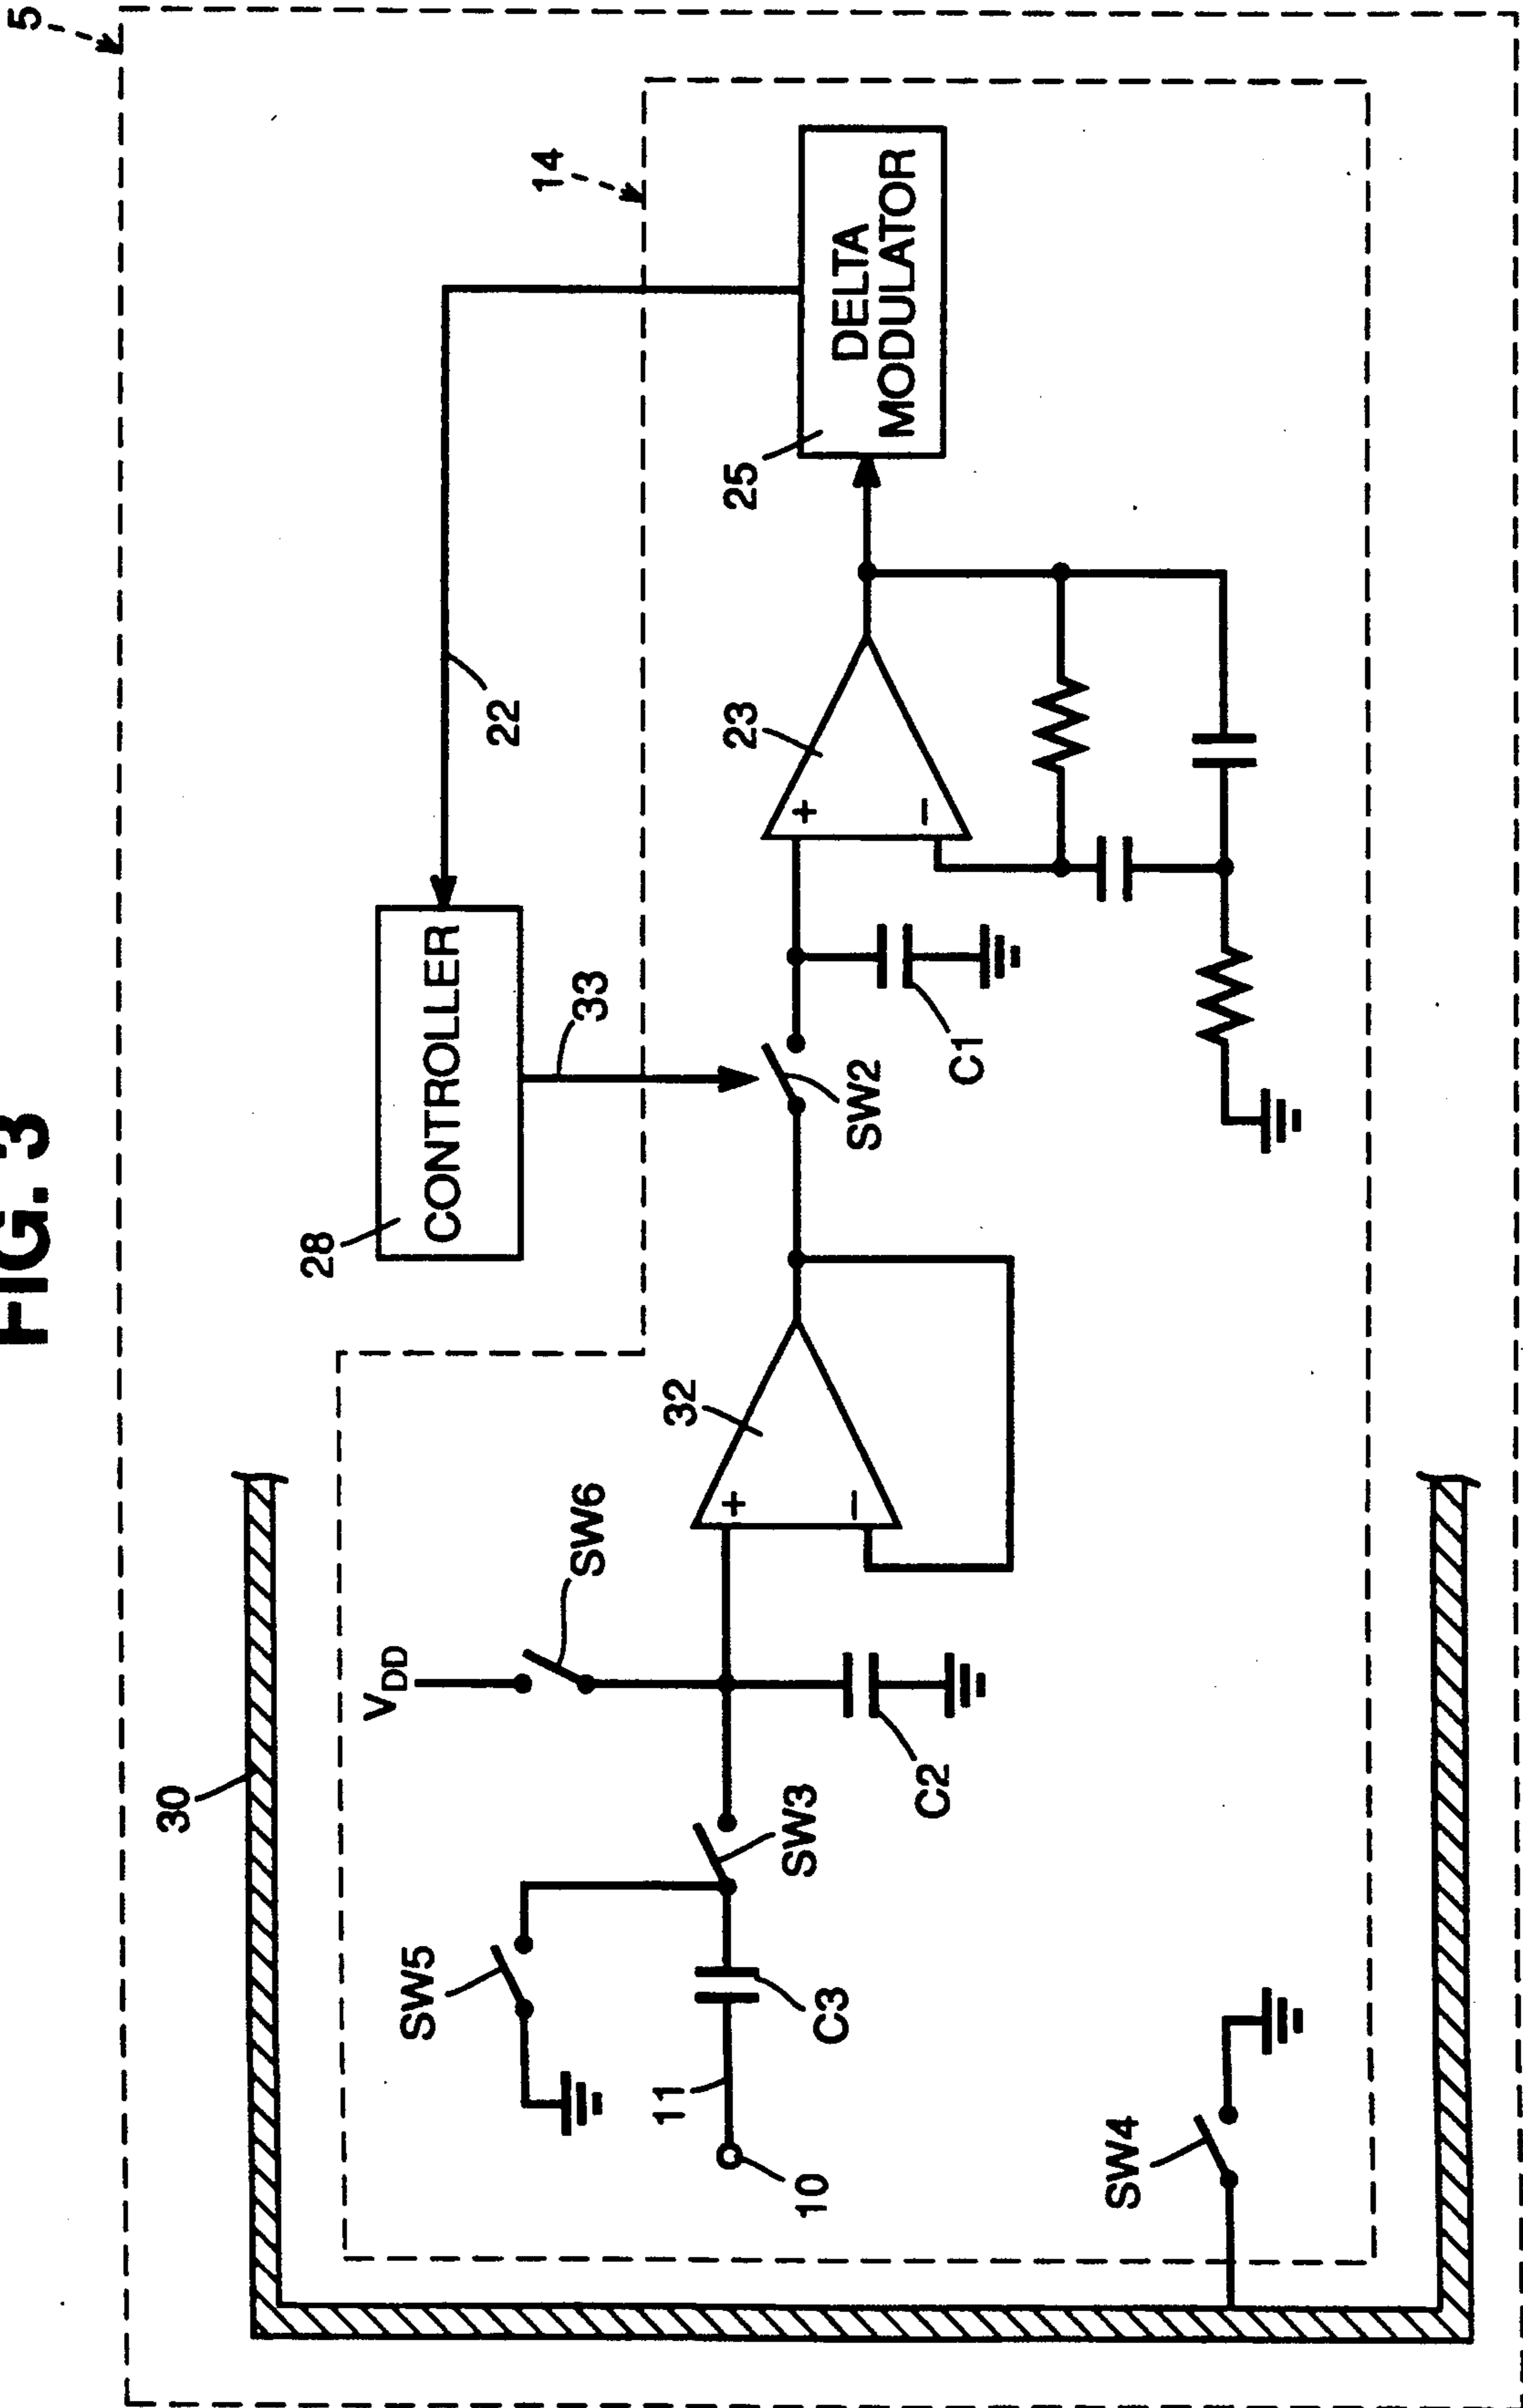 FIG. 3
5
14
CONTROLLER
28
22
33
DELTA
MODULATOR
25
23
+
−
C1
SW2
32
+
−
SW6
VDD
30
C2
SW3
SW5
C3
11
10
SW4